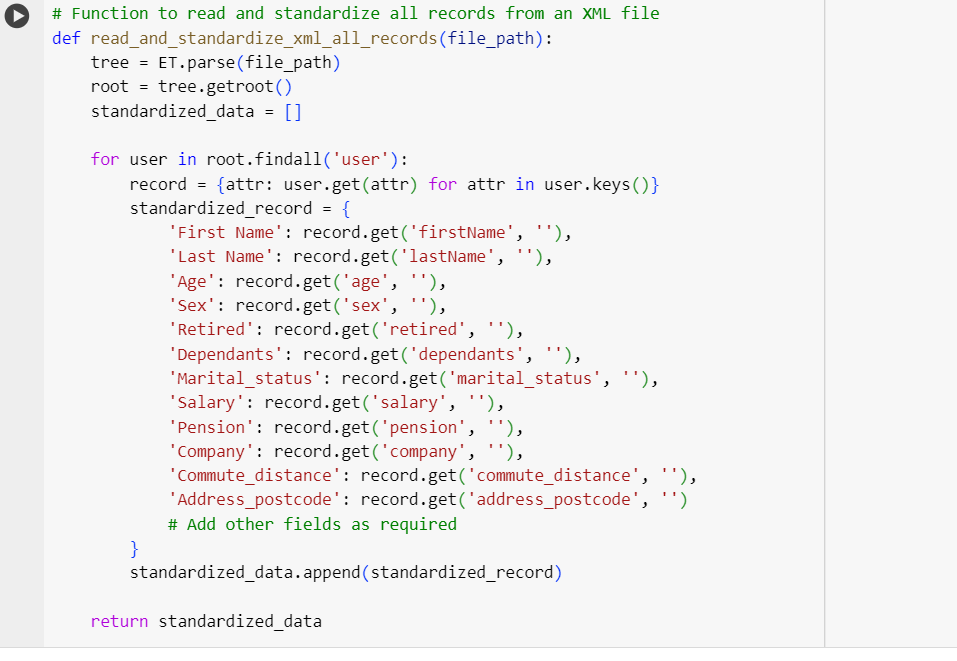 # Function to read and standardize all records from an XML file
def read_and_standardize_xml_all_records(file_path):
    tree = ET.parse(file_path)
    root = tree.getroot()
    standardized_data = []

    for user in root.findall('user'):
        record = {attr: user.get(attr) for attr in user.keys()}
        standardized_record = {
            'First Name': record.get('firstName', ''),
            'Last Name': record.get('lastName', ''),
            'Age': record.get('age', ''),
            'Sex': record.get('sex', ''),
            'Retired': record.get('retired', ''),
            'Dependants': record.get('dependants', ''),
            'Marital_status': record.get('marital_status', ''),
            'Salary': record.get('salary', ''),
            'Pension': record.get('pension', ''),
            'Company': record.get('company', ''),
            'Commute_distance': record.get('commute_distance', ''),
            'Address_postcode': record.get('address_postcode', '')
            # Add other fields as required
        }
        standardized_data.append(standardized_record)

    return standardized_data